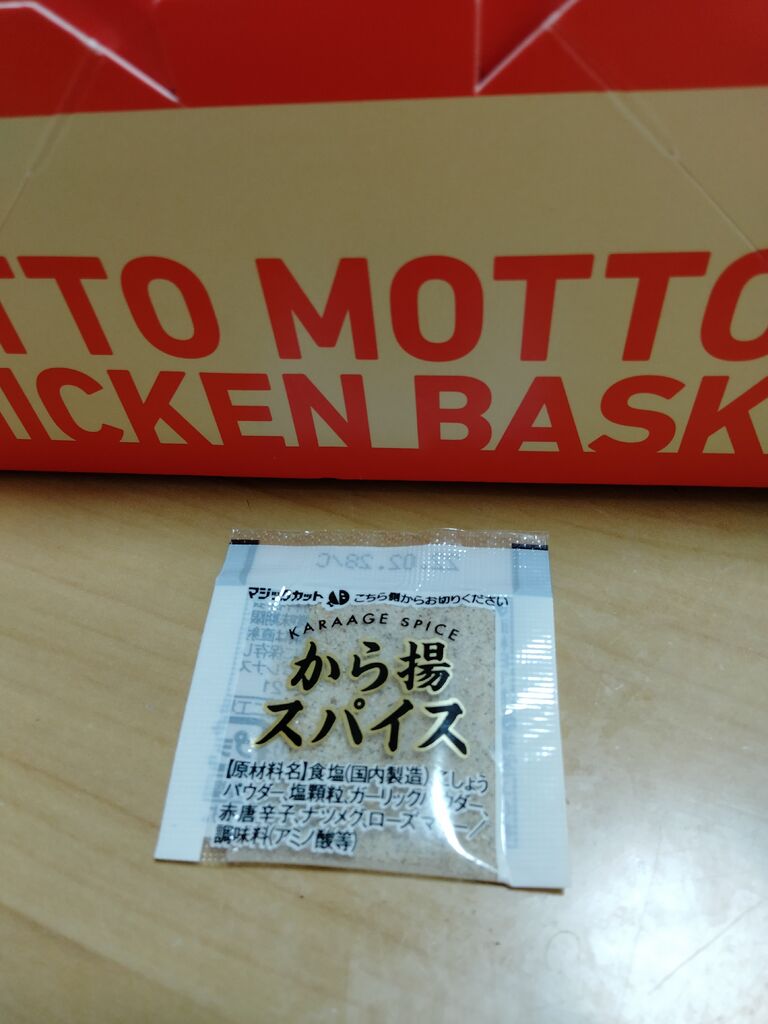 TTO MOTTO
ICKEN BASK
マジックカット こちら側からお切りください
KARAAGE SPICE
から揚
スパイス
【原材料名】食塩(国内製造)、こしょう
パウダー、塩顆粒、ガーリックパウダー、
赤唐辛子、ナツメグ、ローズマリー/
調味料(アミノ酸等)